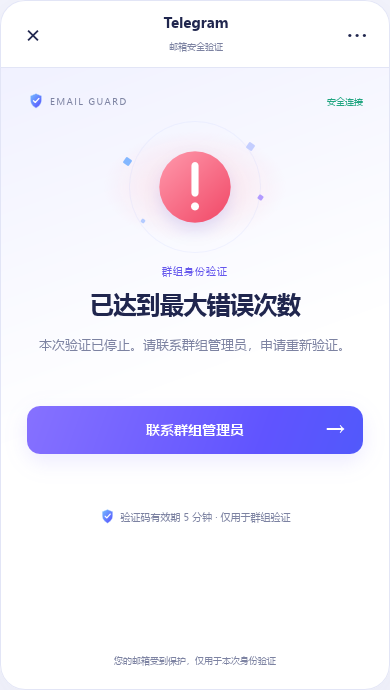 Telegram
邮箱安全验证
EMAIL GUARD
安全连接
群组身份验证
已达到最大错误次数
本次验证已停止。请联系群组管理员，申请重新验证。
联系群组管理员 →
验证码有效期 5 分钟 · 仅用于群组验证
您的邮箱受到保护，仅用于本次身份验证